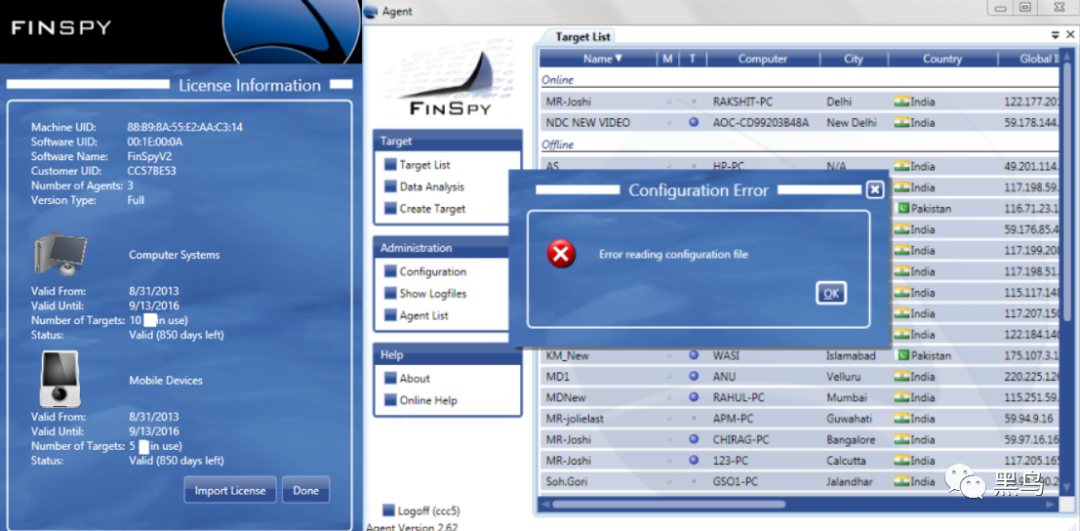 FINSPY
License Information
Machine UID: 88:B9:8A:55:E2:AA:C3:14
Software UID: 00:1E:00:0A
Software Name: FinSpyV2
Customer UID: CC57BE53
Number of Agents: 3
Version Type: Full
Computer Systems
Valid From: 8/31/2013
Valid Until: 9/13/2016
Number of Targets: 10 in use)
Status: Valid (850 days left)
Mobile Devices
Valid From: 8/31/2013
Valid Until: 9/13/2016
Number of Targets: 5 in use)
Status: Valid (850 days left)
Import License Done
Agent
FINSPY
Target
Target List
Data Analysis
Create Target
Administration
Configuration
Show Logfiles
Agent List
Help
About
Online Help
Logoff (ccc5)
Agent Version 2.62
Target List
Name M T Computer City Country Global I
Online
MR-Joshi RAKSHIT-PC Delhi India 122.177.20
NDC NEW VIDEO AOC-CD99203B48A New Delhi India 59.178.144.
Offline
AS HP-PC N/A India 49.201.114.
India 117.198.59.
Pakistan 116.71.23.1
India 59.176.85.4
India 117.199.208
India 117.198.51.
India 115.117.148
India 117.207.150
India 122.184.140
KM_New WASI Islamabad Pakistan 175.107.3.1
MD1 ANU Velluru India 220.225.126
MDNew RAHUL-PC Mumbai India 115.251.59.
MR-jolielast APM-PC Guwahati India 59.94.9.16
MR-Joshi CHIRAG-PC Bangalore India 59.97.16.16
MR-Joshi 123-PC Calcutta India 117.205.165
Soh.Gori GSO1-PC Jalandhar India
Configuration Error
Error reading configuration file
OK
黑鸟